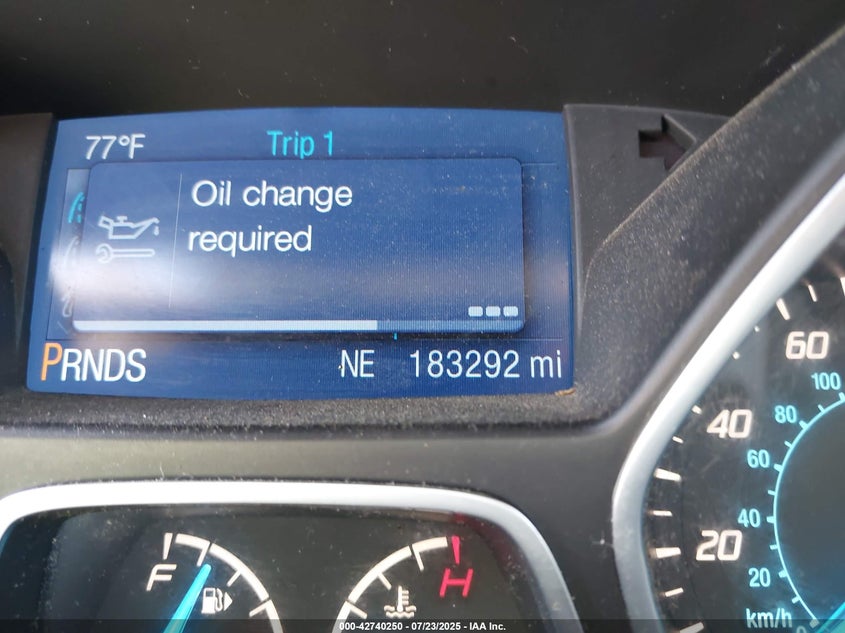 77°F
Trip 1
Oil change
required
PRNDS
NE
183292 mi
60
100
40
80
60
20
40
20
km/h
0
F
H
000-42740250 - 07/23/2025 - IAA Inc.